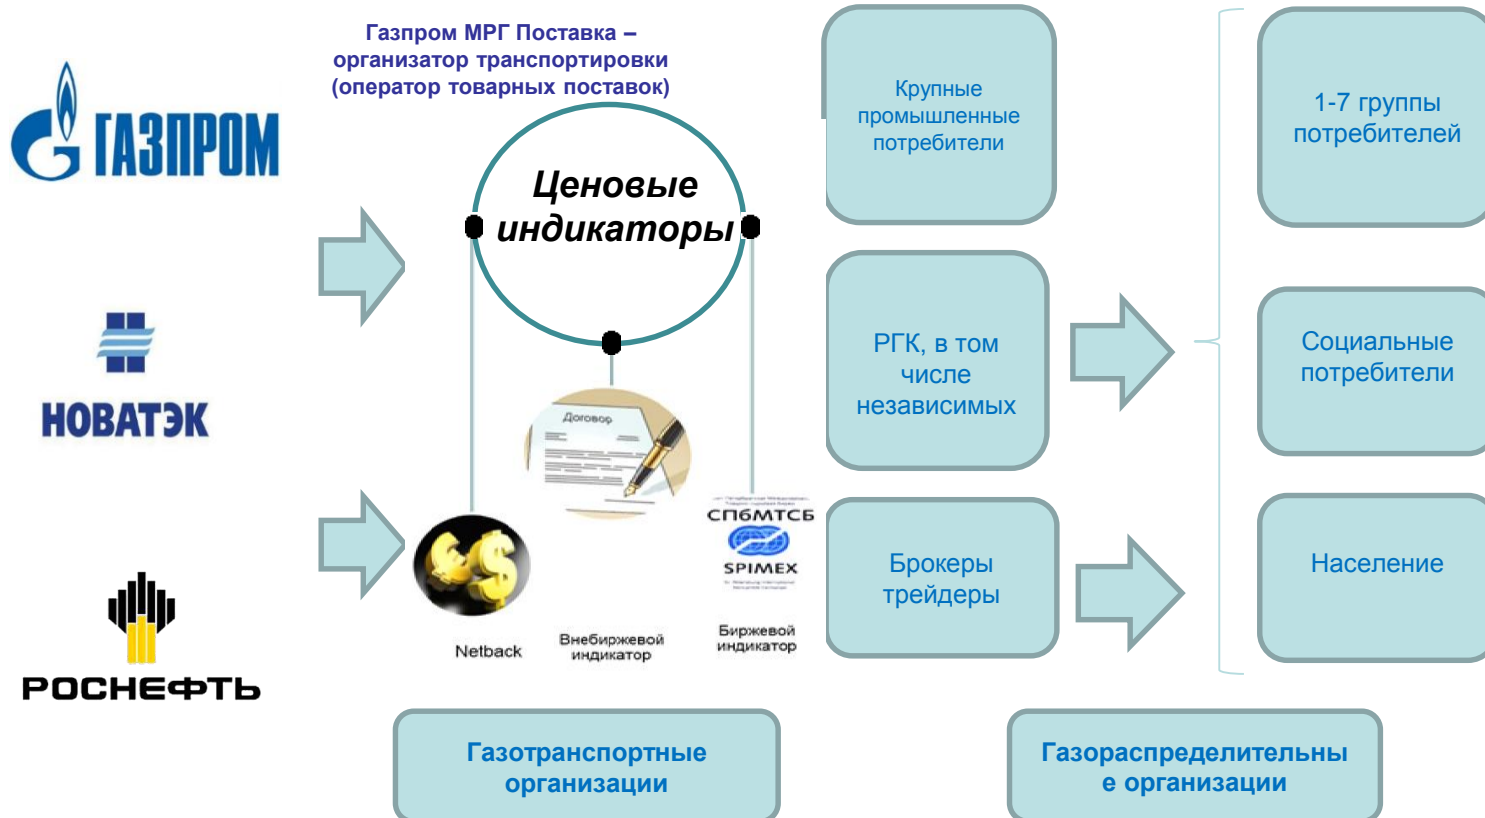 Газпром МРГ Поставка –
организатор транспортировки
(оператор товарных поставок)
ГАЗПРОМ
Ценовые
индикаторы
Крупные
промышленные
потребители
1-7 группы
потребителей
НОВАТЭК
РГК, в том
числе
независимых
Социальные
потребители
Договор
СПбМТСБ
SPIMEX
Брокеры
трейдеры
Население
РОСНЕФТЬ
Netback
Внебиржевой
индикатор
Биржевой
индикатор
Газотранспортные
организации
Газораспределительны
е организации